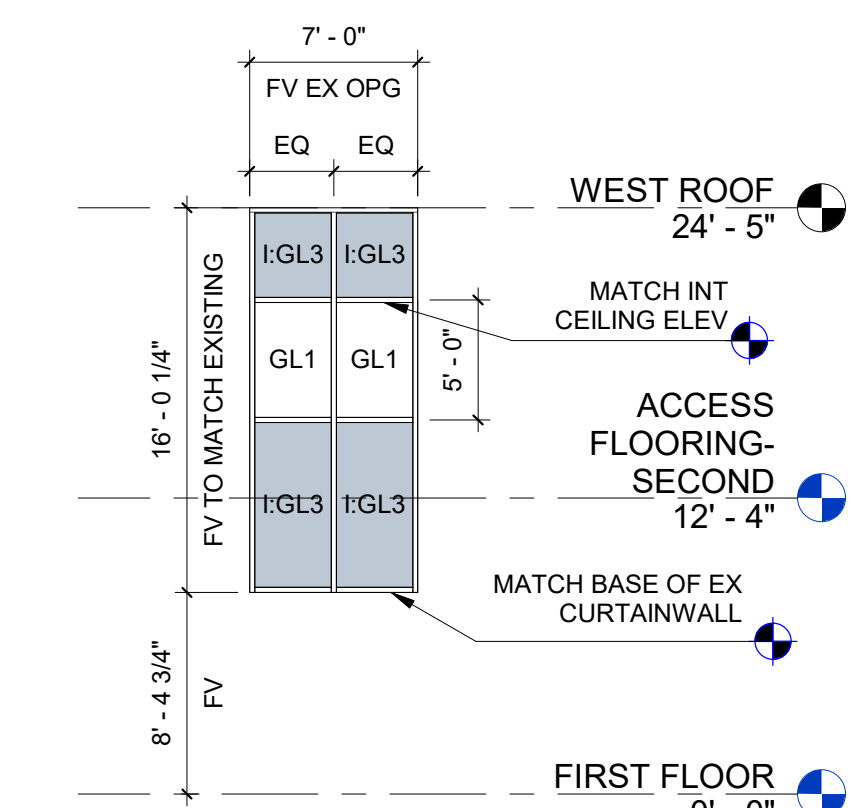 7' - 0"
FV EX OPG
EQ EQ
WEST ROOF
24' - 5"
I:GL3 I:GL3
MATCH INT
CEILING ELEV
GL1 GL1
5' - 0"
16' - 0 1/4"
FV TO MATCH EXISTING
ACCESS
FLOORING-
SECOND
12' - 4"
I:GL3 I:GL3
MATCH BASE OF EX
CURTAINWALL
8' - 4 3/4"
FV
FIRST FLOOR
0' - 0"